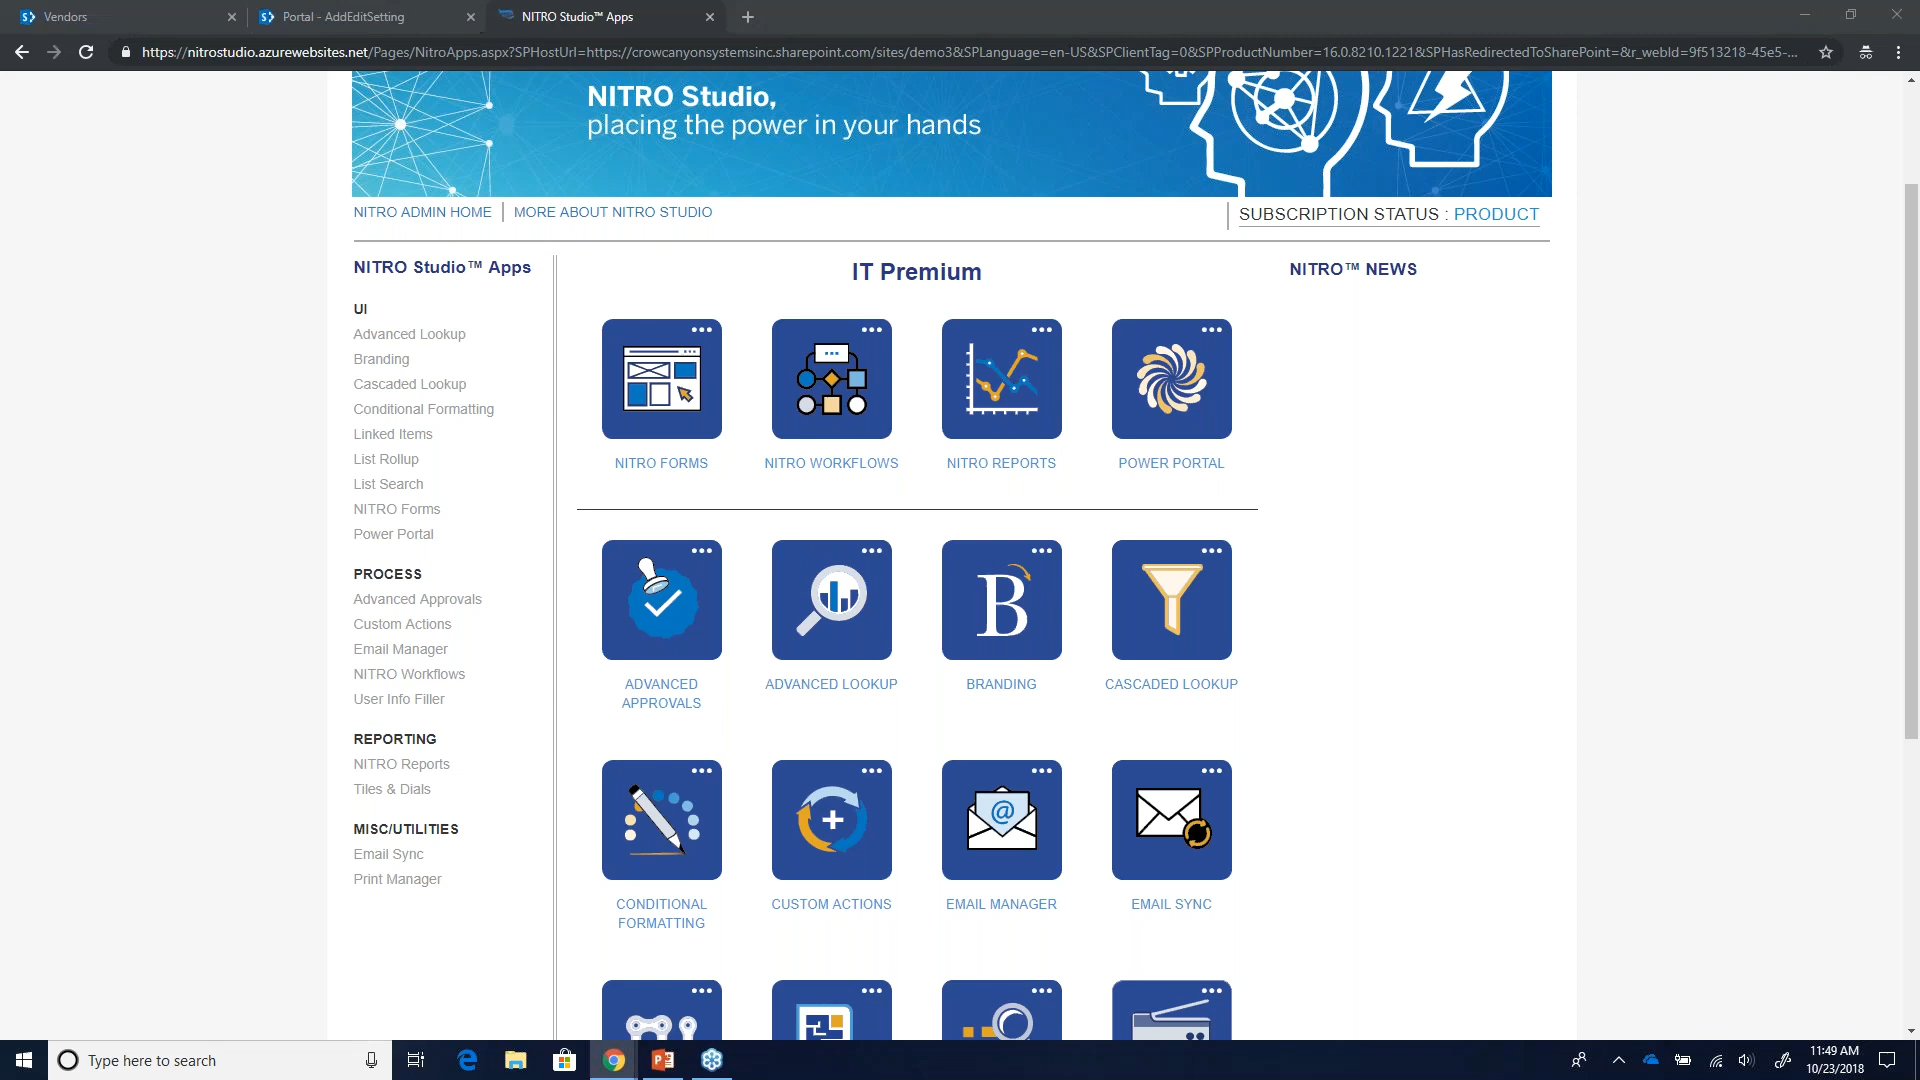 Vendors
Portal - AddEditSetting
NITRO Studio™ Apps
https://nitrostudio.azurewebsites.net/Pages/NitroApps.aspx?SPHostUrl=https://crowcanyonsystemsinc.sharepoint.com/sites/demo3&SPLanguage=en-US&SPClientTag=0&SPProductNumber=16.0.8210.1221&SPHasRedirectedToSharePoint=&r_webId=9f513218-45e5-...
NITRO Studio,
placing the power in your hands
NITRO ADMIN HOME
MORE ABOUT NITRO STUDIO
SUBSCRIPTION STATUS : PRODUCT
NITRO Studio™ Apps
UI
Advanced Lookup
Branding
Cascaded Lookup
Conditional Formatting
Linked Items
List Rollup
List Search
NITRO Forms
Power Portal
PROCESS
Advanced Approvals
Custom Actions
Email Manager
NITRO Workflows
User Info Filler
REPORTING
NITRO Reports
Tiles & Dials
MISC/UTILITIES
Email Sync
Print Manager
IT Premium
NITRO FORMS
NITRO WORKFLOWS
NITRO REPORTS
POWER PORTAL
ADVANCED
APPROVALS
ADVANCED LOOKUP
B
BRANDING
CASCADED LOOKUP
CONDITIONAL
FORMATTING
CUSTOM ACTIONS
@
EMAIL MANAGER
EMAIL SYNC
NITRO™ NEWS
Type here to search
11:49 AM
10/23/2018